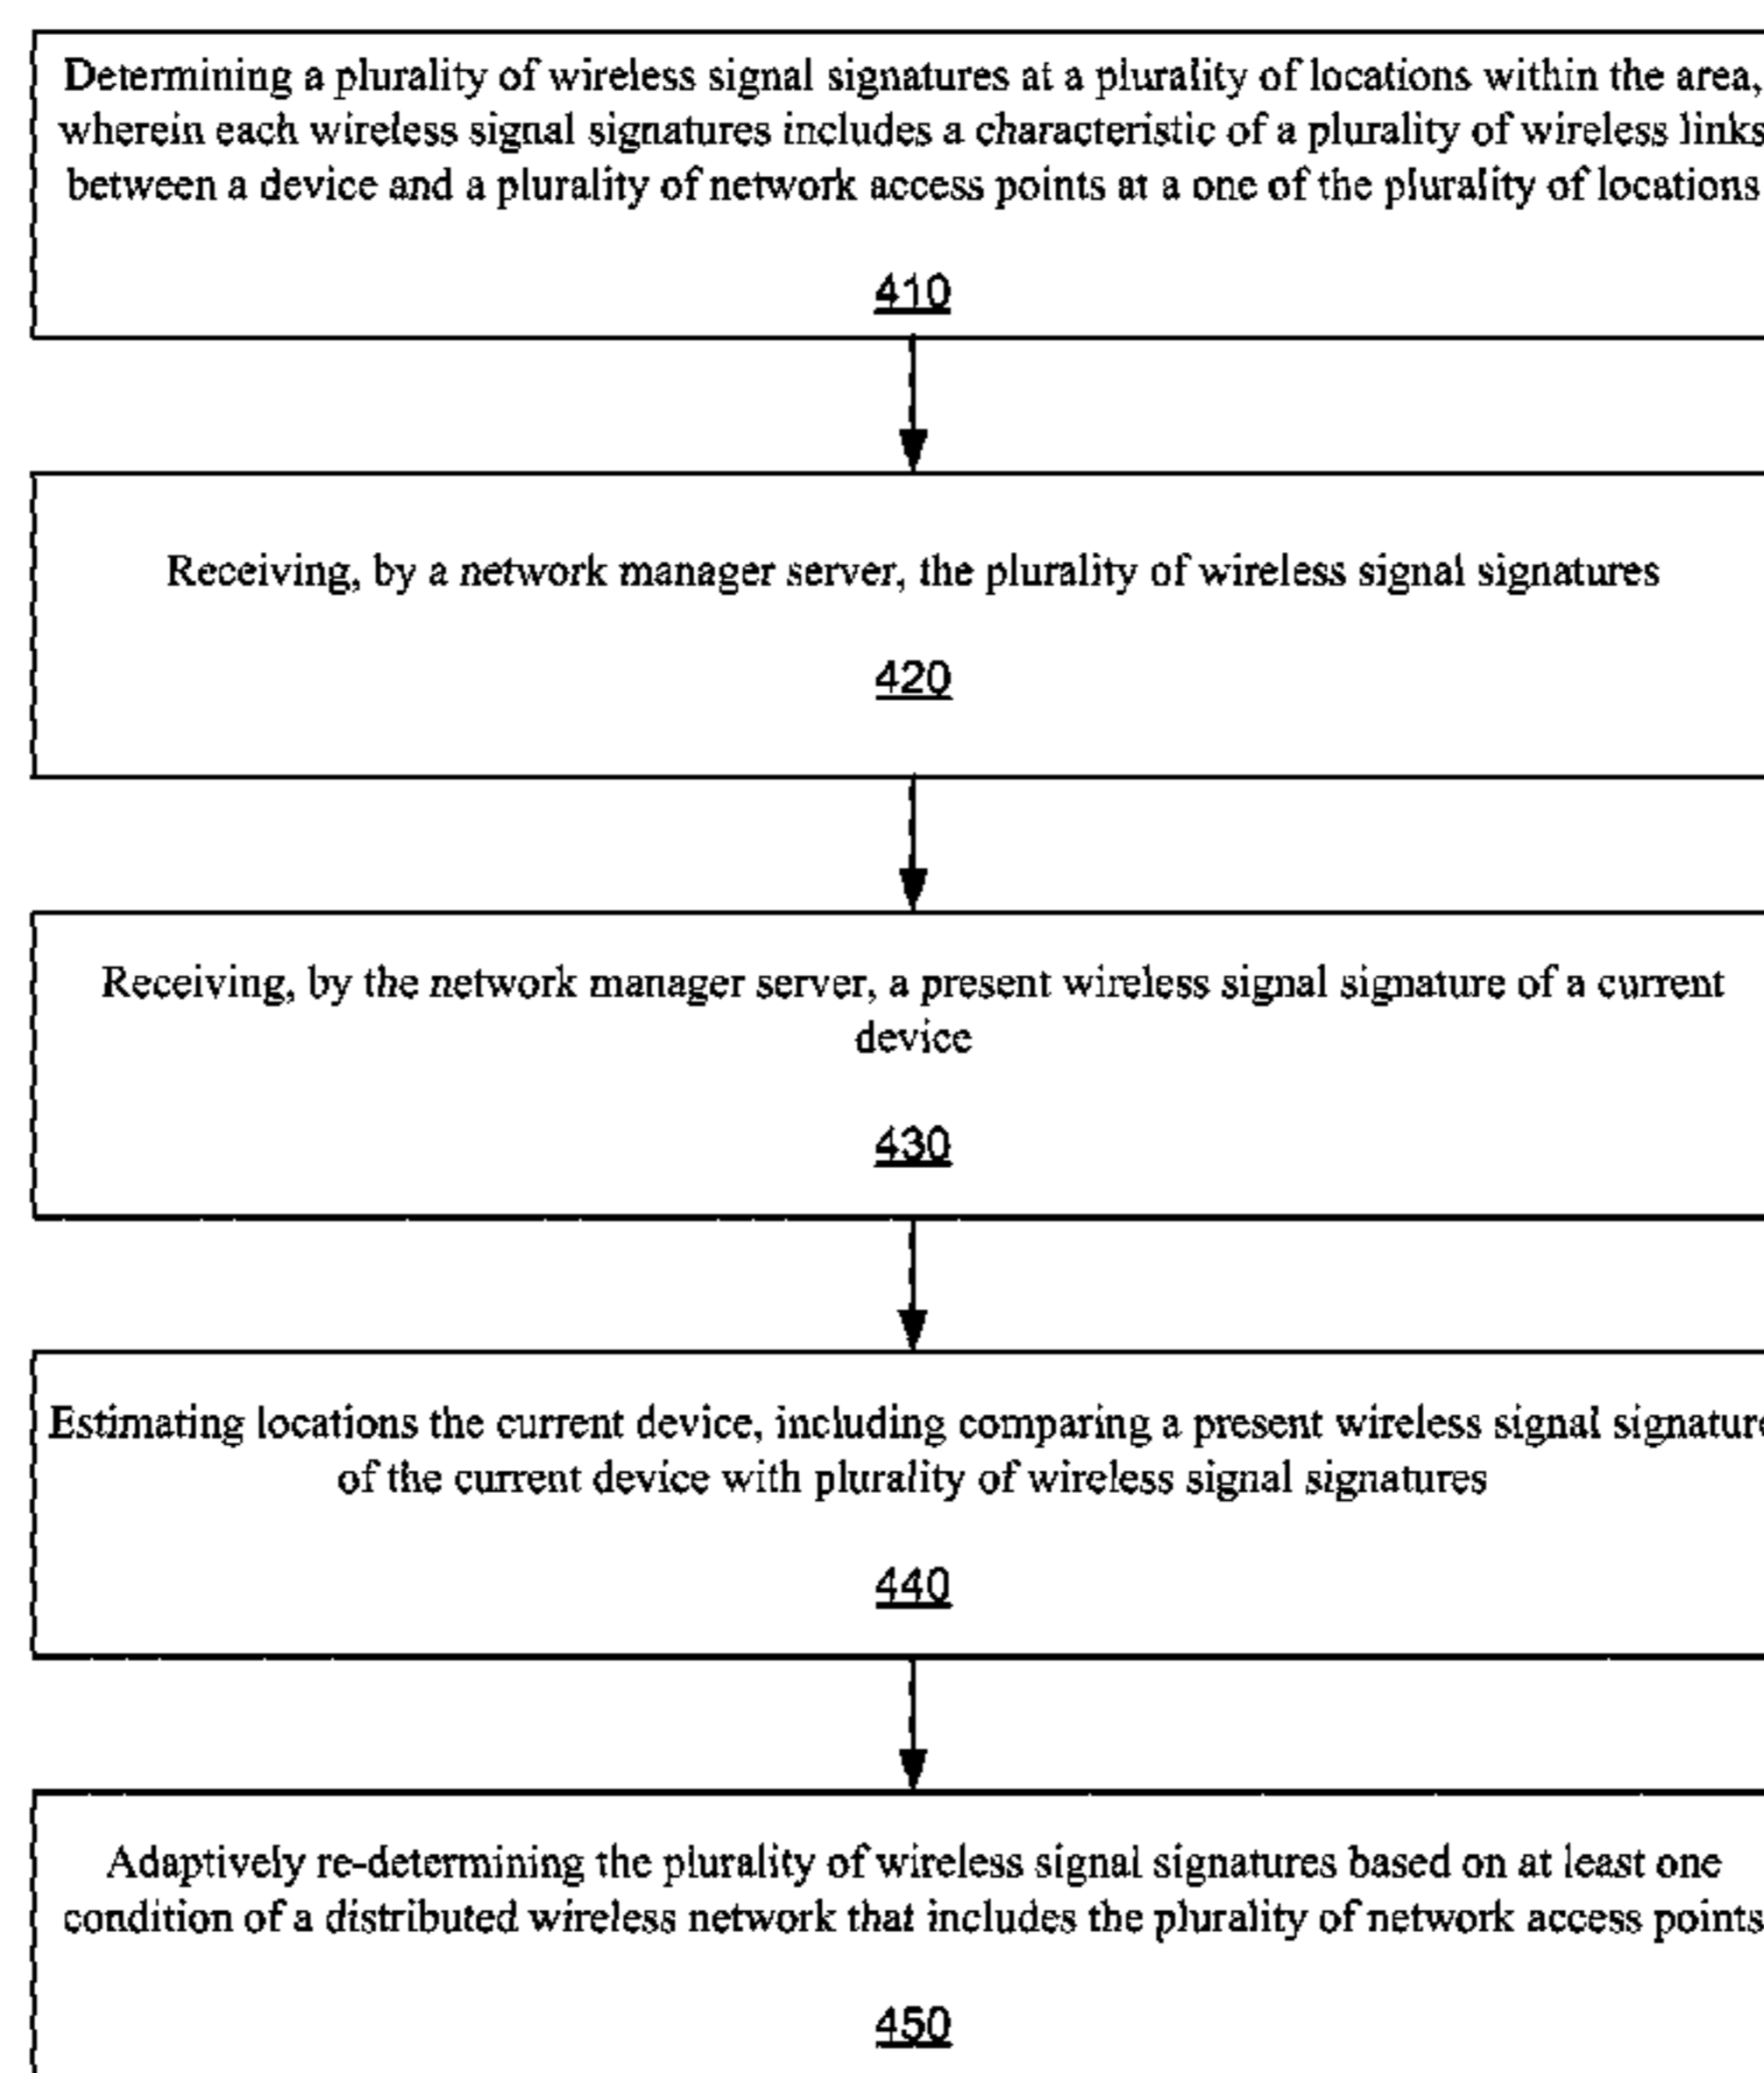 Determining a plurality of wireless signal signatures at a plurality of locations within the area,
wherein each wireless signal signatures includes a characteristic of a plurality of wireless links
between a device and a plurality of network access points at a one of the plurality of locations
410
Receiving, by a network manager server, the plurality of wireless signal signatures
420
Receiving, by the network manager server, a present wireless signal signature of a current
device
430
Estimating locations the current device, including comparing a present wireless signal signature
of the current device with plurality of wireless signal signatures
440
Adaptively re-determining the plurality of wireless signal signatures based on at least one
condition of a distributed wireless network that includes the plurality of network access points
450